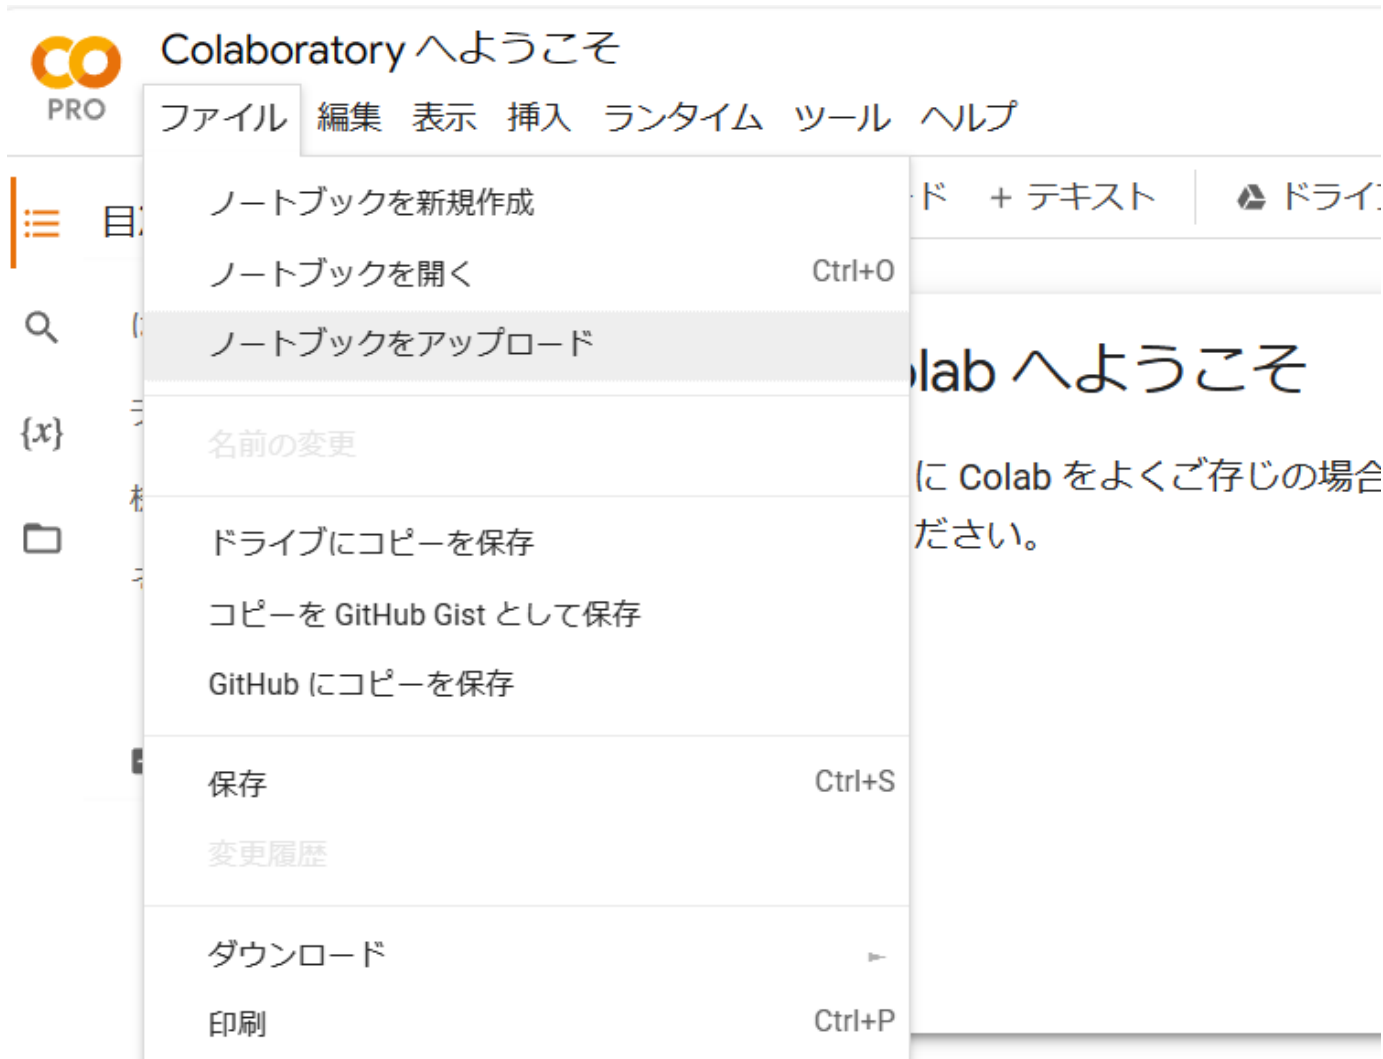 Colaboratory へようこそ
PRO
ファイル 編集 表示 挿入 ランタイム ツール ヘルプ
ド + テキスト ドライ
目
ノートブックを新規作成
ノートブックを開く Ctrl+O
ノートブックをアップロード
名前の変更
ドライブにコピーを保存
コピーを GitHub Gist として保存
GitHub にコピーを保存
保存 Ctrl+S
変更履歴
ダウンロード
印刷 Ctrl+P
{x}
lab へようこそ
に Colab をよくご存じの場合
ださい。